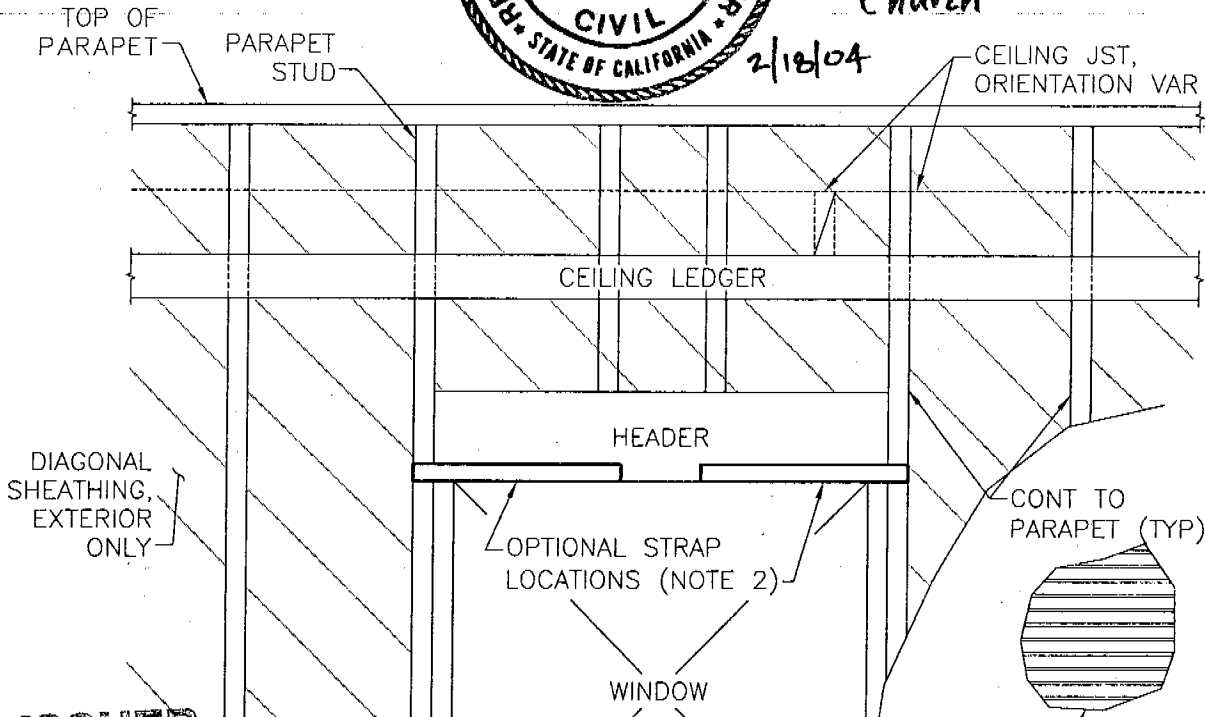 CIVIL
STATE OF CALIFORNIA
Church
2/18/04
TOP OF
PARAPET
PARAPET
STUD
CEILING JST,
ORIENTATION VAR
CEILING LEDGER
HEADER
DIAGONAL
SHEATHING,
EXTERIOR
ONLY
OPTIONAL STRAP
LOCATIONS (NOTE 2)
CONT TO
PARAPET (TYP)
WINDOW